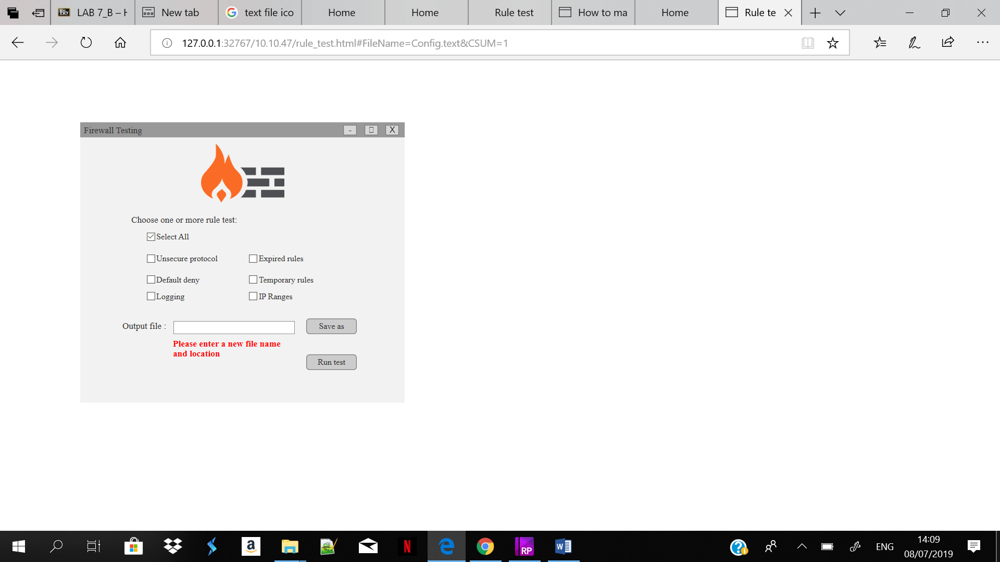 Bb LAB 7_B – H
New tab
text file ico
Home
Home
Rule test
How to ma
Home
Rule te
127.0.0.1:32767/10.10.47/rule_test.html#FileName=Config.text&CSUM=1
Firewall Testing - X
Choose one or more rule test:
Select All
Unsecure protocol Expired rules
Default deny Temporary rules
Logging IP Ranges
Output file : Save as
Please enter a new file name
and location
Run test
a N RP W ENG
14:09
08/07/2019